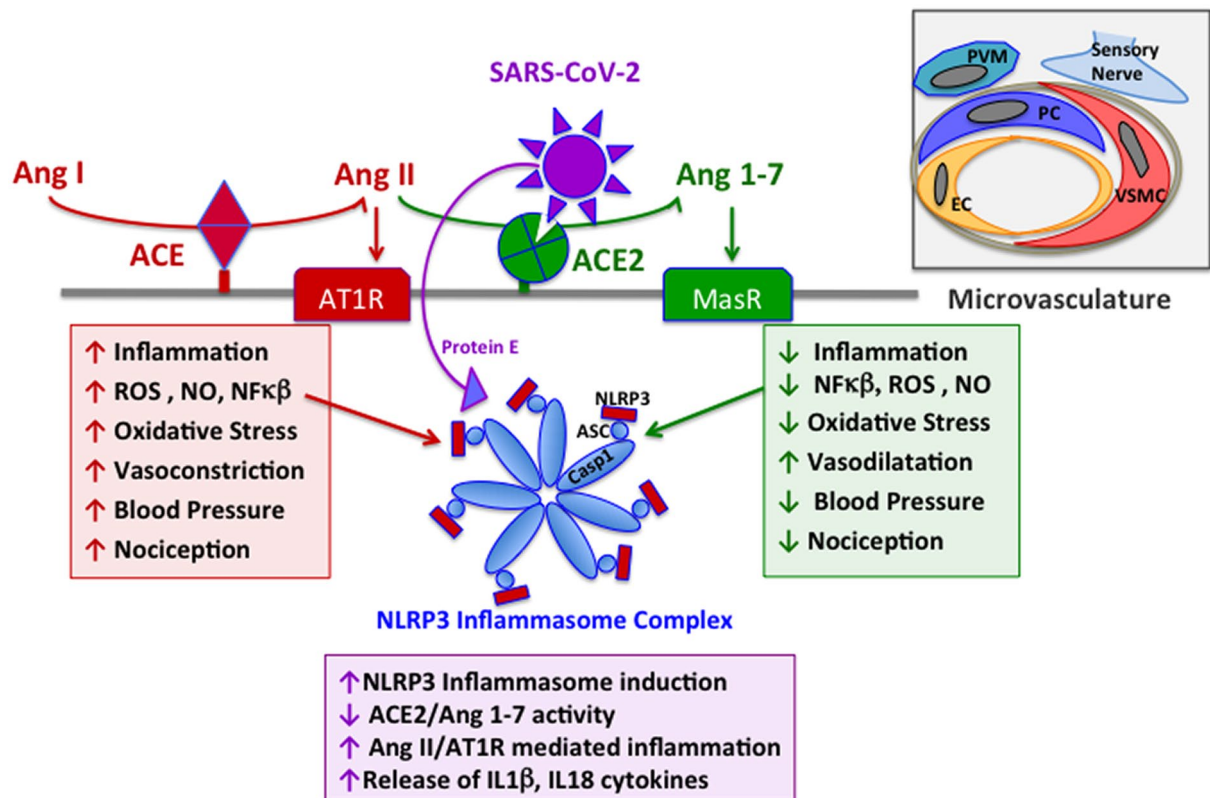 SARS-CoV-2
Ang I
Ang II
Ang 1-7
ACE
ACE2
AT1R
MasR
PVM
Sensory
Nerve
PC
EC
VSMC
Microvasculature
↑ Inflammation
↑ ROS , NO, NFκβ
↑ Oxidative Stress
↑ Vasoconstriction
↑ Blood Pressure
↑ Nociception
Protein E
NLRP3
ASC
Casp1
NLRP3 Inflammasome Complex
↓ Inflammation
↓ NFκβ, ROS , NO
↓ Oxidative Stress
↑ Vasodilatation
↓ Blood Pressure
↓ Nociception
↑ NLRP3 Inflammasome induction
↓ ACE2/Ang 1-7 activity
↑ Ang II/AT1R mediated inflammation
↑ Release of IL1β, IL18 cytokines